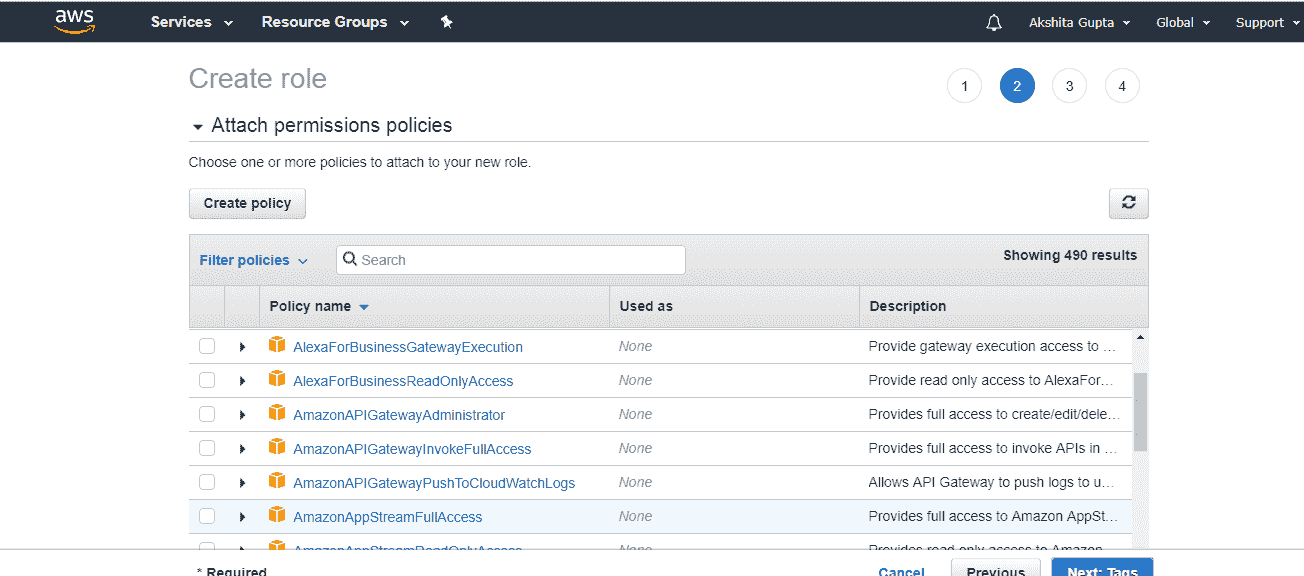 aws Services Resource Groups Akshita Gupta Global Support
Create role 1 2 3 4
Attach permissions policies
Choose one or more policies to attach to your new role.
Create policy
Filter policies Search Showing 490 results
Policy name Used as Description
AlexaForBusinessGatewayExecution None Provide gateway execution access to ...
AlexaForBusinessReadOnlyAccess None Provide read only access to AlexaFor...
AmazonAPIGatewayAdministrator None Provides full access to create/edit/dele...
AmazonAPIGatewayInvokeFullAccess None Provides full access to invoke APIs in ...
AmazonAPIGatewayPushToCloudWatchLogs None Allows API Gateway to push logs to u...
AmazonAppStreamFullAccess None Provides full access to Amazon AppSt...
AmazonAppStreamReadOnlyAccess None Provides read only access to Amazon
* Required Cancel Previous Next: Tags